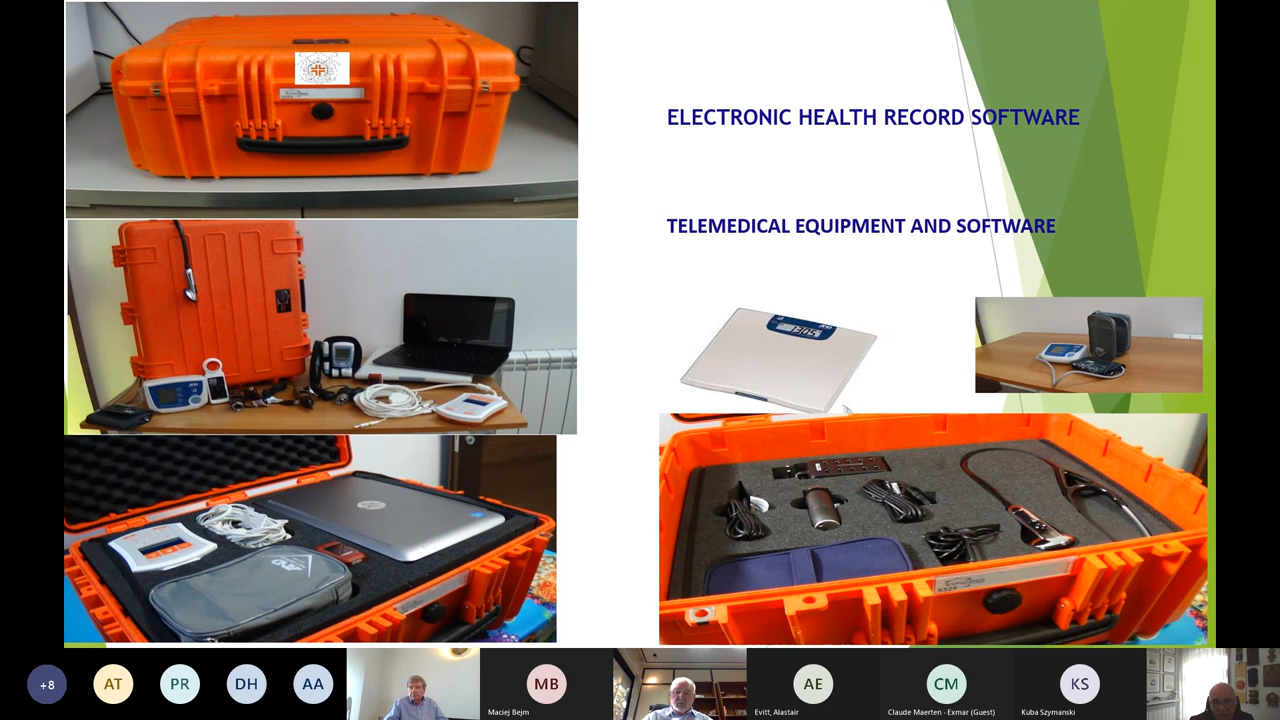 ELECTRONIC HEALTH RECORD SOFTWARE
TELEMEDICAL EQUIPMENT AND SOFTWARE
AND
+8
AT
PR
DH
AA
MB
Maciej Bejm
AE
Evitt, Alastair
CM
Claude Maerten - Exmar (Guest)
KS
Kuba Szymanski